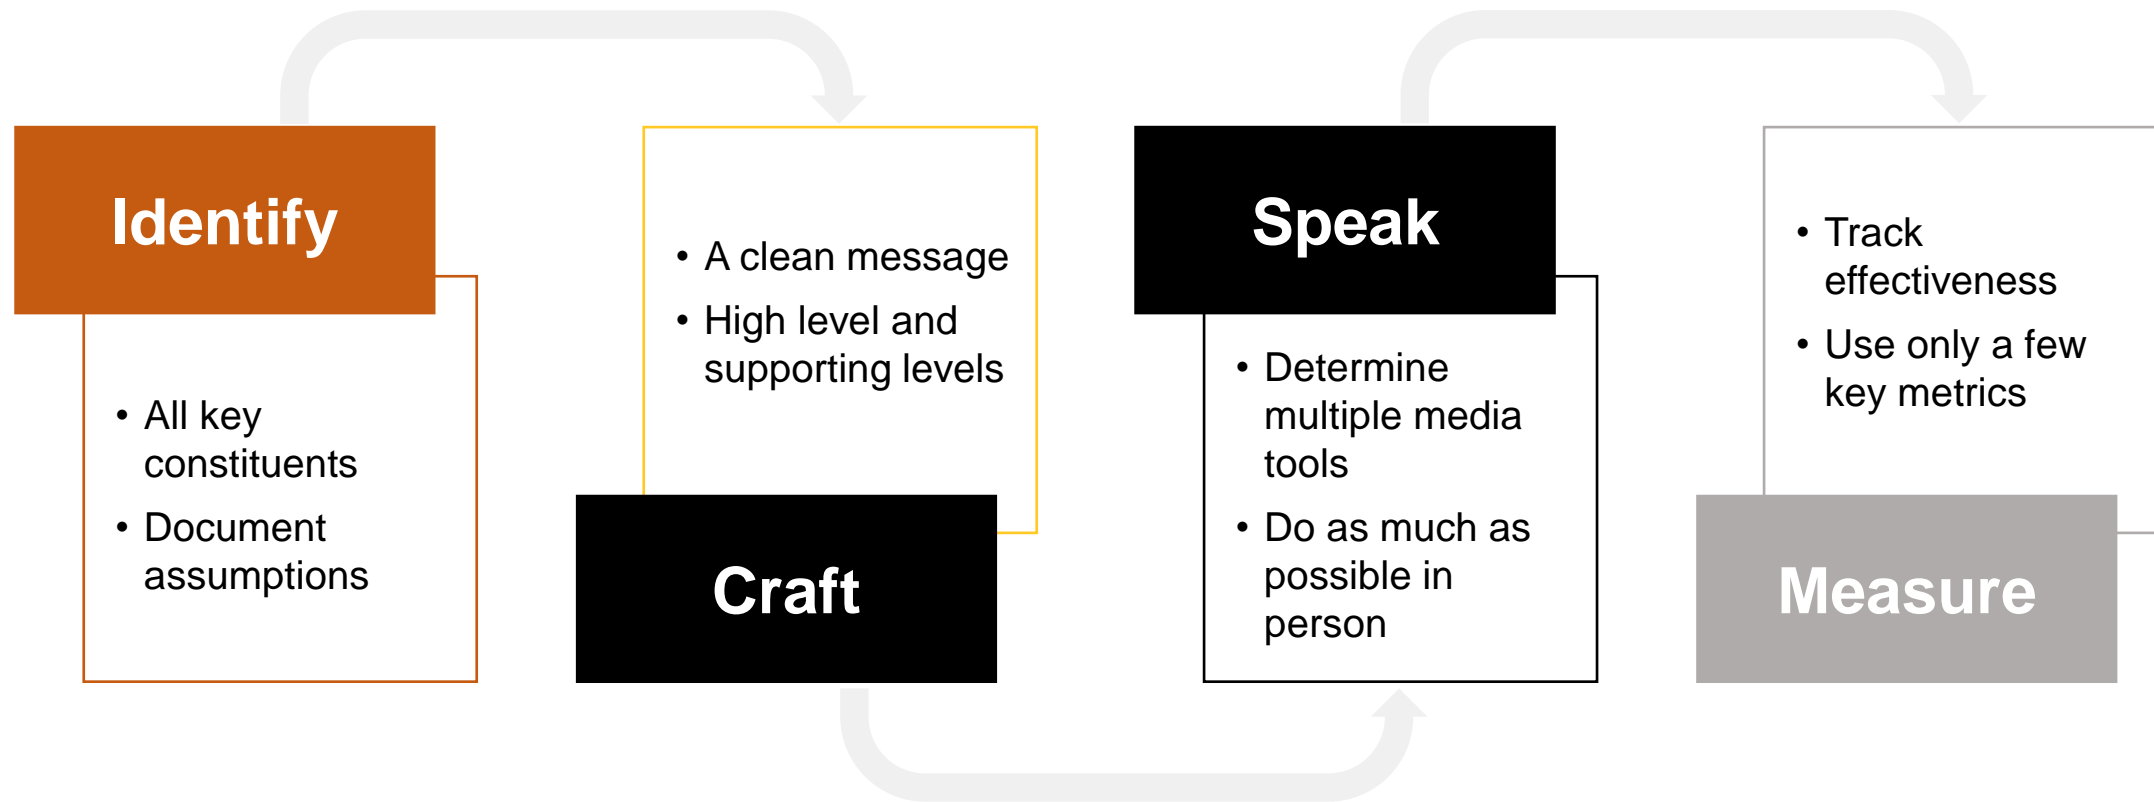 Identify
• All key
constituents
• Document
assumptions
• A clean message
• High level and
supporting levels
Craft
Speak
• Determine
multiple media
tools
• Do as much as
possible in
person
• Track
effectiveness
• Use only a few
key metrics
Measure